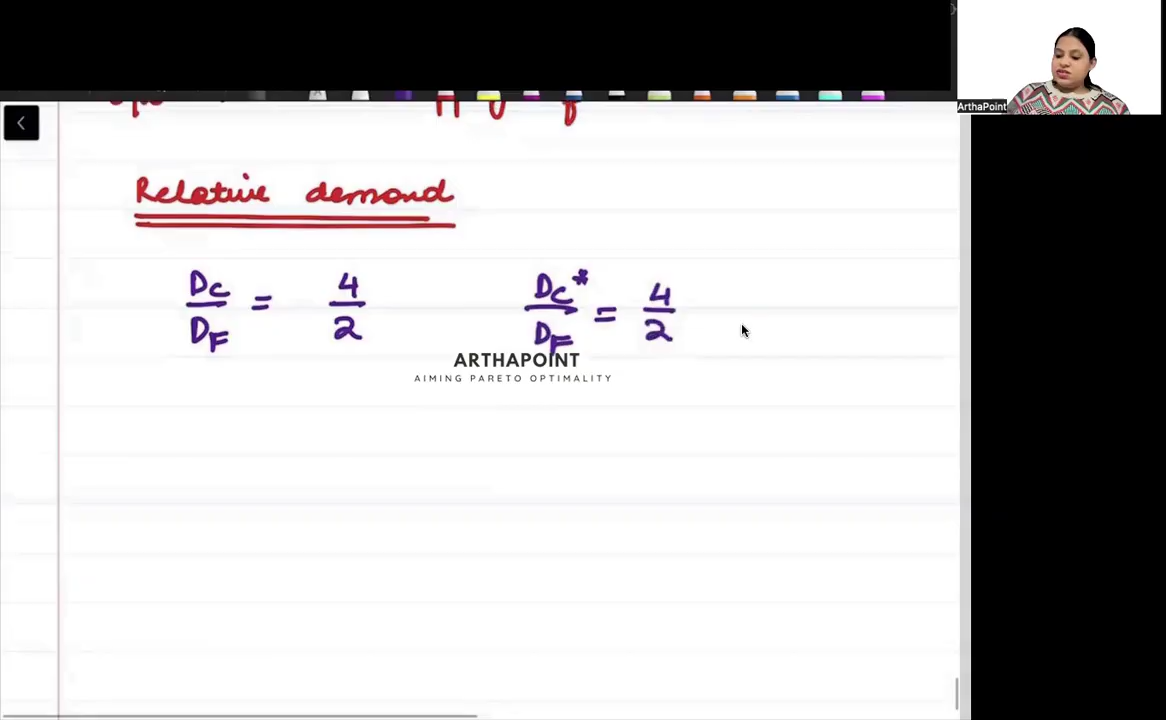 ArthaPoint
Relative demand
DC/DF = 4/2 DC*/DF = 4/2
ARTHAPOINT
AIMING PARETO OPTIMALITY